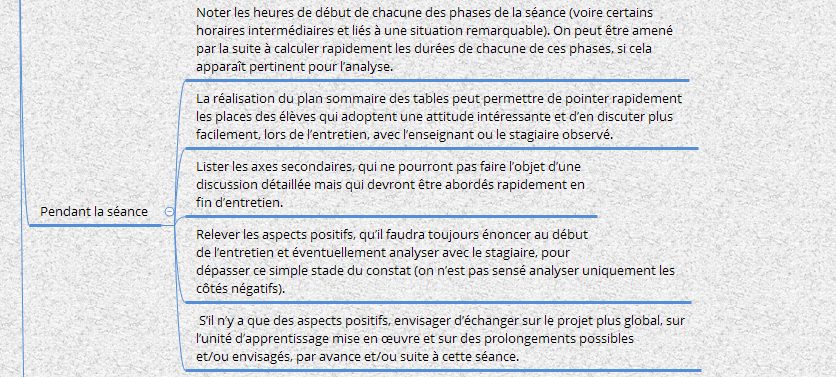 Noter les heures de début de chacune des phases de la séance (voire certains
horaires intermédiaires et liés à une situation remarquable). On peut être amené
par la suite à calculer rapidement les durées de chacune de ces phases, si cela
apparaît pertinent pour l'analyse.
La réalisation du plan sommaire des tables peut permettre de pointer rapidement
les places des élèves qui adoptent une attitude intéressante et d'en discuter plus
facilement, lors de l'entretien, avec l'enseignant ou le stagiaire observé.
Lister les axes secondaires, qui ne pourront pas faire l'objet d'une
discussion détaillée mais qui devront être abordés rapidement en
fin d'entretien.
Pendant la séance
Relever les aspects positifs, qu'il faudra toujours énoncer au début
de l'entretien et éventuellement analyser avec le stagiaire, pour
dépasser ce simple stade du constat (on n'est pas sensé analyser uniquement les
côtés négatifs).
S'il n'y a que des aspects positifs, envisager d'échanger sur le projet plus global, sur
l'unité d'apprentissage mise en œuvre et sur des prolongements possibles
et/ou envisagés, par avance et/ou suite à cette séance.